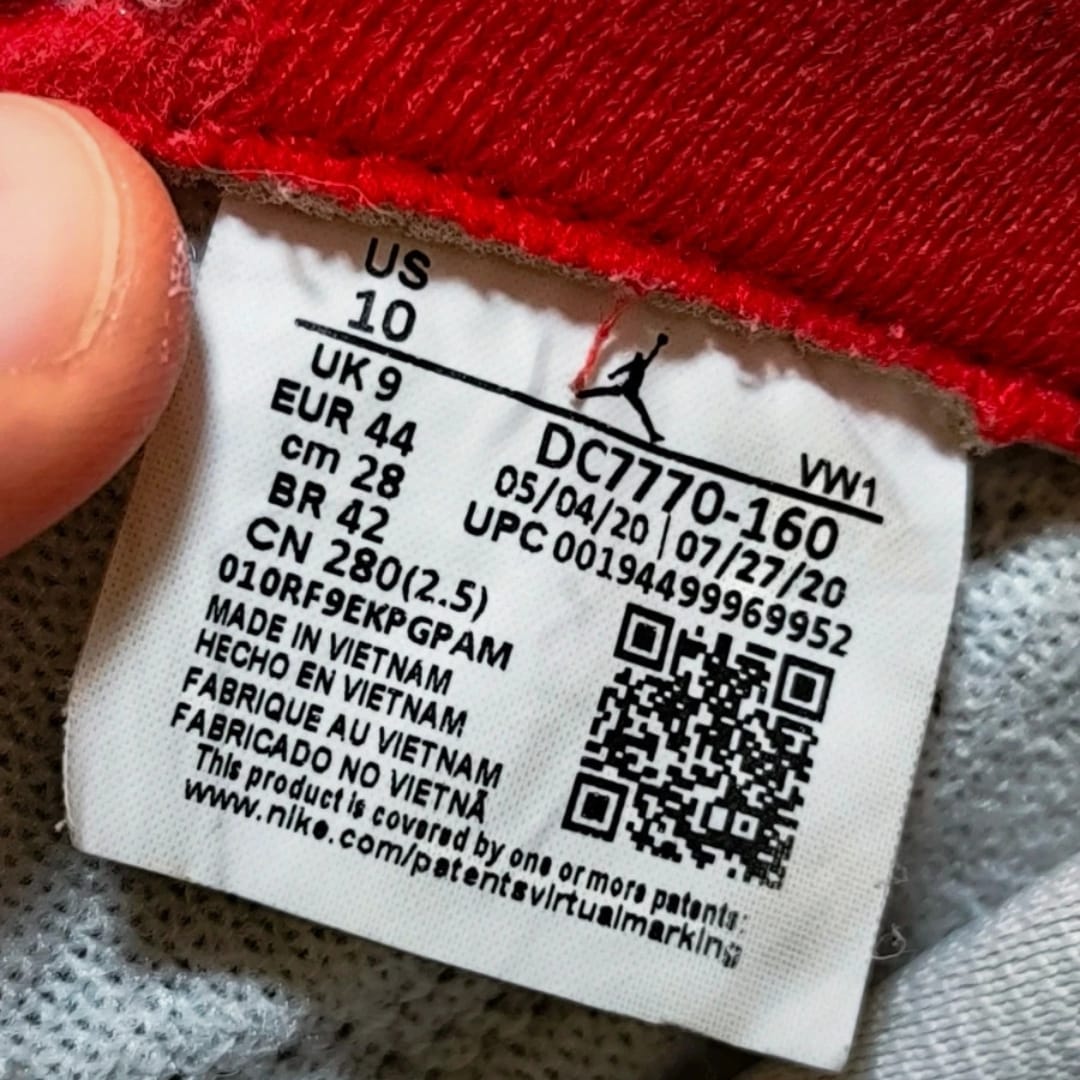 US
10
UK 9
EUR 44
cm 28
BR 42
CN 280(2.5)
010RF9EKPGPAM
MADE IN VIETNAM
HECHO EN VIETNAM
FABRIQUE AU VIETNAM
FABRICADO NO VIETNÃ
This product is covered by one or more patents:
www.nike.com/patentsvirtualmarking
VW1
DC7770-160
05/04/20 | 07/27/20
UPC 00194499969952